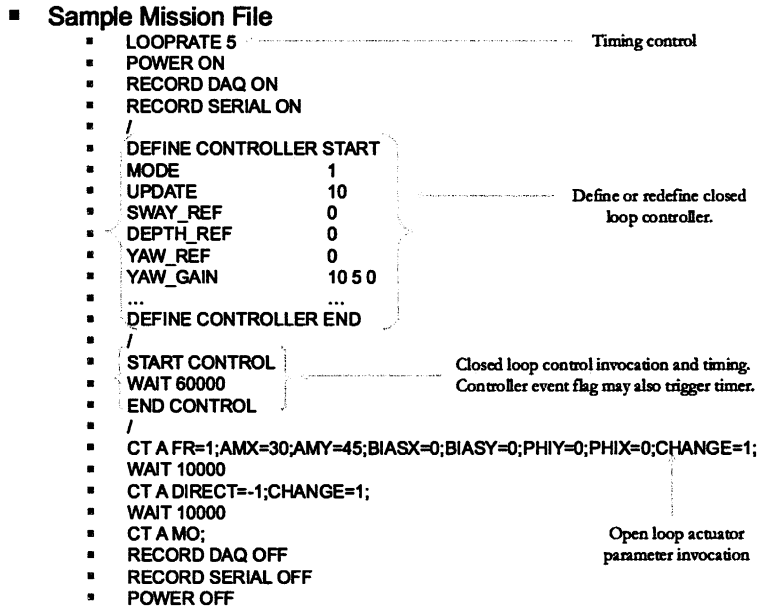 Sample Mission File
LOOPRATE 5
Timing control
POWER ON
RECORD DAQ ON
RECORD SERIAL ON
/
DEFINE CONTROLLER START
MODE 1
UPDATE 10
SWAY_REF 0
DEPTH_REF 0
YAW_REF 0
YAW_GAIN 10 5 0
... ...
DEFINE CONTROLLER END
Define or redefine closed
loop controller.
/
START CONTROL
WAIT 60000
END CONTROL
Closed loop control invocation and timing.
Controller event flag may also trigger timer.
/
CT A FR=1;AMX=30;AMY=45;BIASX=0;BIASY=0;PHIY=0;PHIX=0;CHANGE=1;
WAIT 10000
CT A DIRECT=-1;CHANGE=1;
WAIT 10000
CT A MO;
RECORD DAQ OFF
RECORD SERIAL OFF
POWER OFF
Open loop actuator
parameter invocation